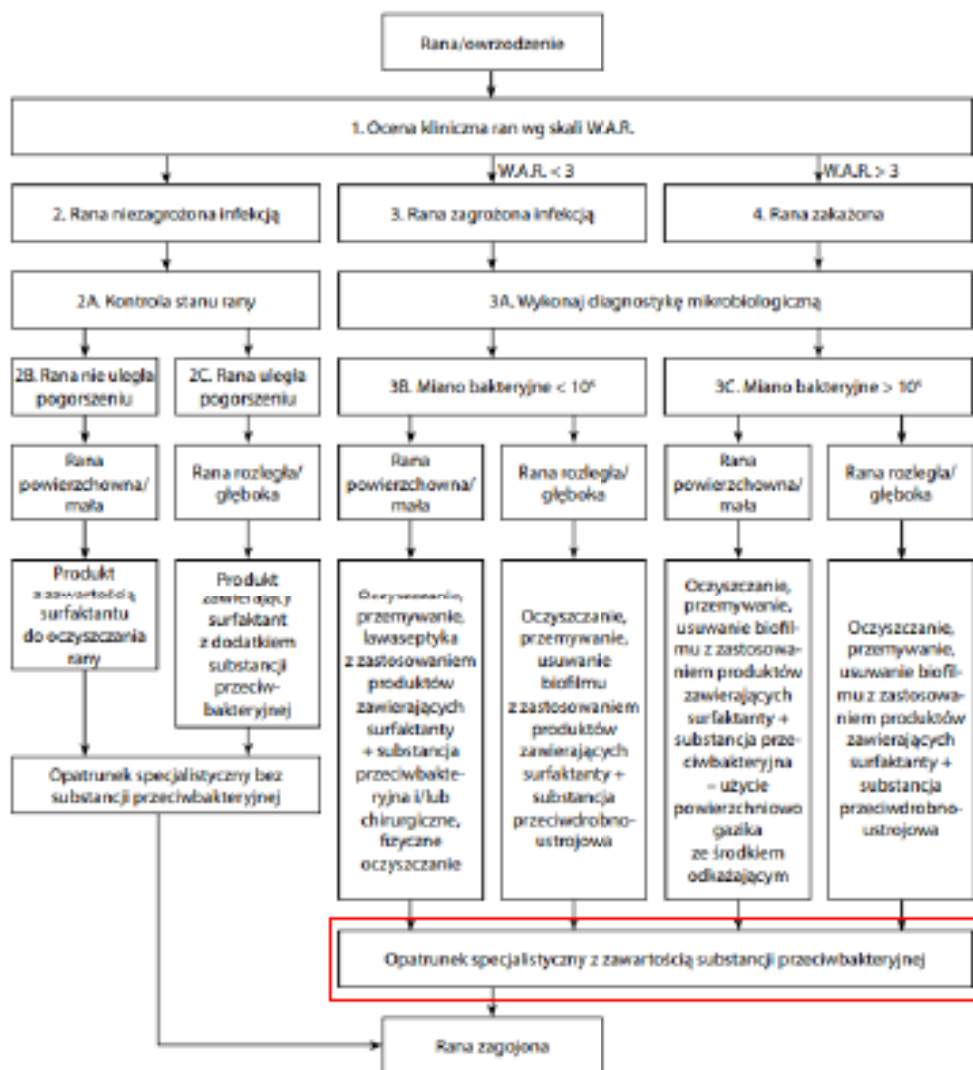 Rana/owrzodzenie
1. Ocena kliniczna ran wg skali W.A.R.
W.A.R. < 3
W.A.R. > 3
2. Rana niezagrożona infekcją
3. Rana zagrożona infekcją
4. Rana zakażona
2A. Kontrola stanu rany
3A. Wykonaj diagnostykę mikrobiologiczną
2B. Rana nie uległa
pogorszeniu
2C. Rana uległa
pogorszeniu
3B. Miano bakteryjne <
3C. Miano bakteryjne >
Rana
powierzchowna/
mała
Rana rozległa/
głęboka
Rana
powierzchowna/
mała
Rana rozległa/
głęboka
Rana
powierzchowna/
mała
Rana rozległa/
głęboka
Produkt
z zawartością
surfaktantu
do oczyszczania
rany
Produkt
zawierający
surfaktant
z dodatkiem
substancji
przeciw-
bakteryjnej
Oczyszczanie,
przemywanie,
lawaseptyka
z zastosowaniem
produktów
zawierających
surfaktanty
+ substancja
przeciwbakte-
ryjna i/lub
chirurgiczne,
fizyczne
oczyszczanie
Oczyszczanie,
przemywanie,
usuwanie
biofilmu
z zastosowaniem
produktów
zawierających
surfaktanty +
substancja
przeciwdrobno-
ustrojowa
Oczyszczanie,
przemywanie,
usuwanie biofil-
mu z zastosowa-
niem produktów
zawierających
surfaktanty +
substancja prze-
ciwbakteryjna
– użycie
powierzchniowo
gazika
ze środkiem
odkażającym
Oczyszczanie,
przemywanie,
usuwanie biofil-
mu z zastosowa-
niem produktów
zawierających
surfaktanty +
substancja
przeciwdrobno-
ustrojowa
Opatrunek specjalistyczny bez
substancji przeciwbakteryjnej
Opatrunek specjalistyczny z zawartością substancji przeciwbakteryjnej
Rana zagojona